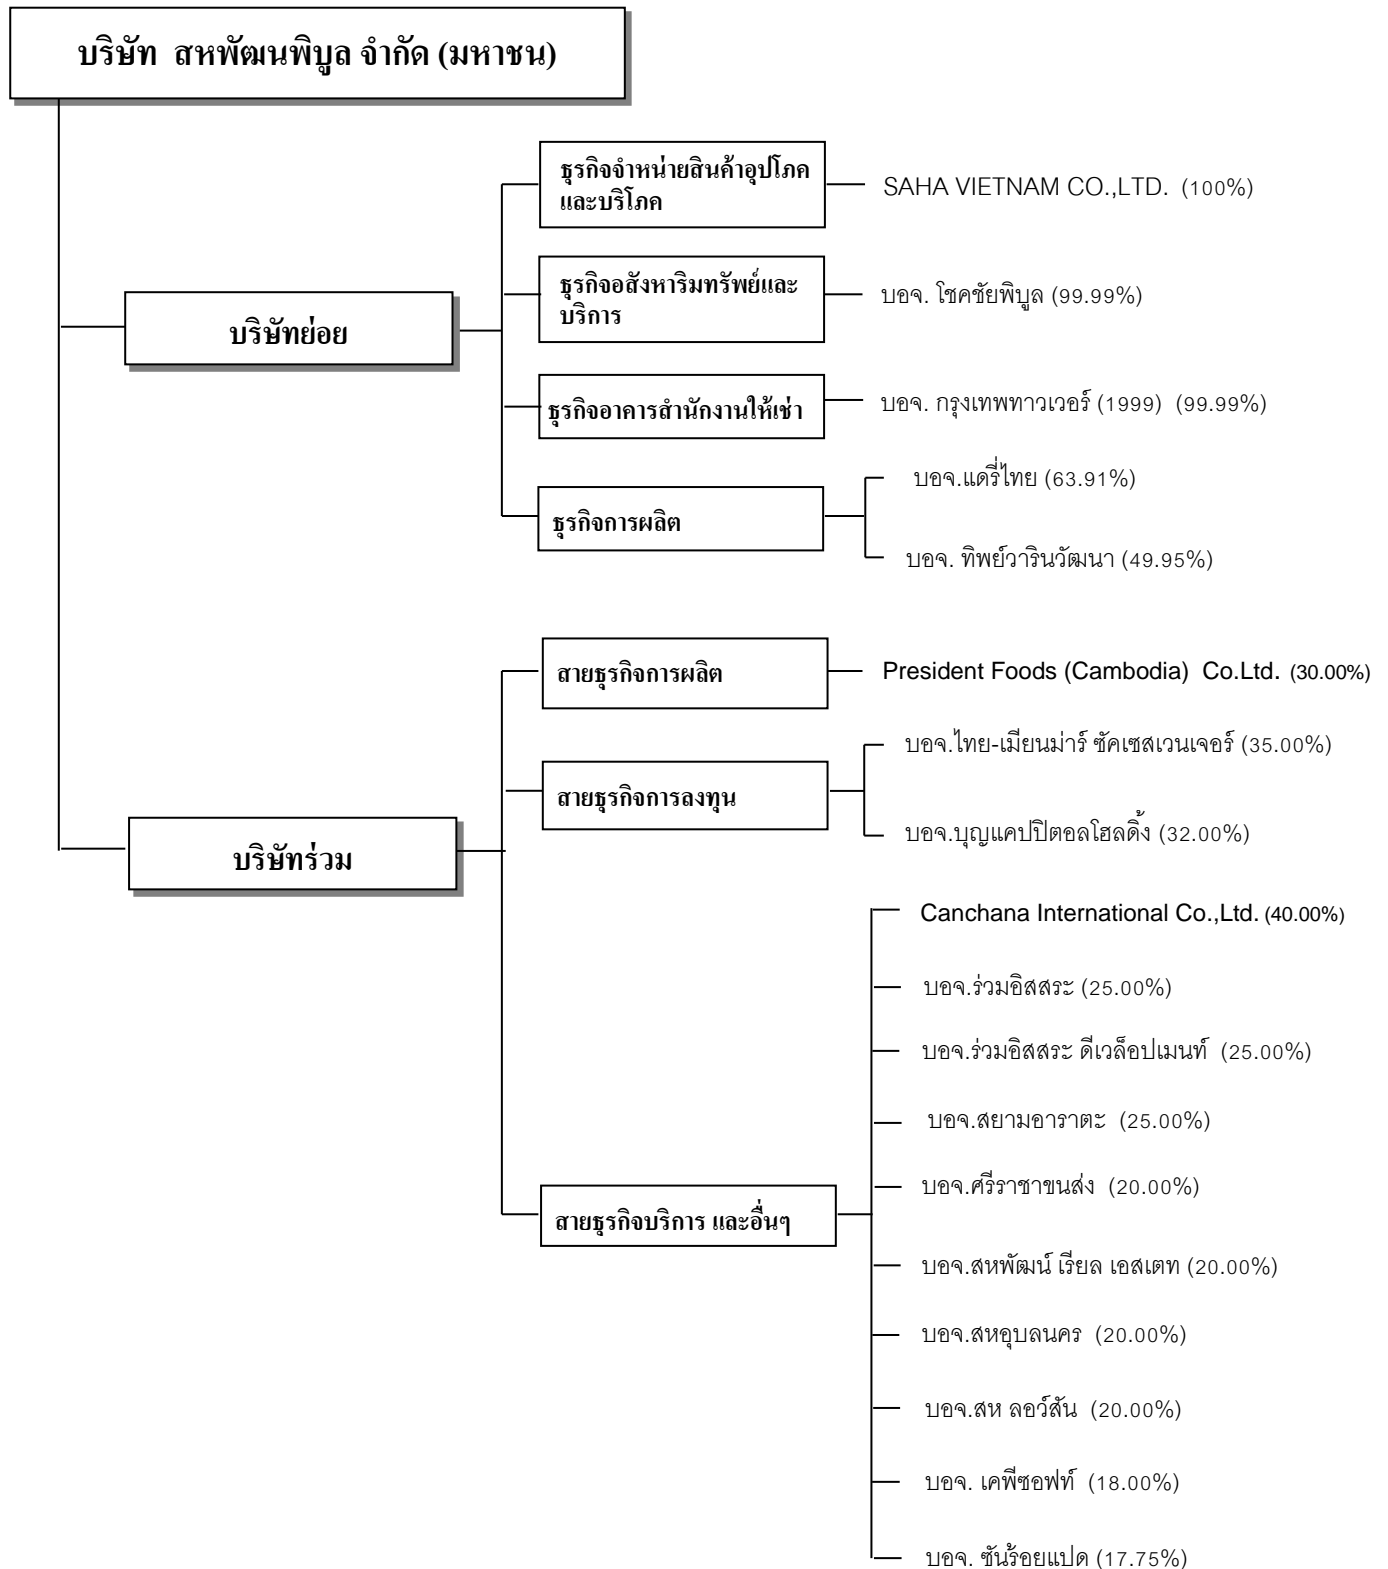 บริษัท สหพัฒนพิบูล จำกัด (มหาชน)
บริษัทย่อย
ธุรกิจจำหน่ายสินค้าอุปโภค
และบริโภค
SAHA VIETNAM CO.,LTD. (100%)
ธุรกิจอสังหาริมทรัพย์และ
บริการ
บอจ. โชคชัยพิบูล (99.99%)
ธุรกิจอาคารสำนักงานให้เช่า
บอจ. กรุงเทพทาวเวอร์ (1999) (99.99%)
ธุรกิจการผลิต
บอจ.แดรี่ไทย (63.91%)
บอจ. ทิพย์วารินวัฒนา (49.95%)
บริษัทร่วม
สายธุรกิจการผลิต
President Foods (Cambodia) Co.Ltd. (30.00%)
สายธุรกิจการลงทุน
บอจ.ไทย-เมียนม่าร์ ซัคเซสเวนเจอร์ (35.00%)
บอจ.บุญแคปปิตอลโฮลดิ้ง (32.00%)
สายธุรกิจบริการ และอื่นๆ
Canchana International Co.,Ltd. (40.00%)
บอจ.ร่วมอิสสระ (25.00%)
บอจ.ร่วมอิสสระ ดีเวล็อปเมนท์ (25.00%)
บอจ.สยามอาราตะ (25.00%)
บอจ.ศรีราชาขนส่ง (20.00%)
บอจ.สหพัฒน์ เรียล เอสเตท (20.00%)
บอจ.สหอุบลนคร (20.00%)
บอจ.สห ลอว์สัน (20.00%)
บอจ. เคพีซอฟท์ (18.00%)
บอจ. ซันร้อยแปด (17.75%)